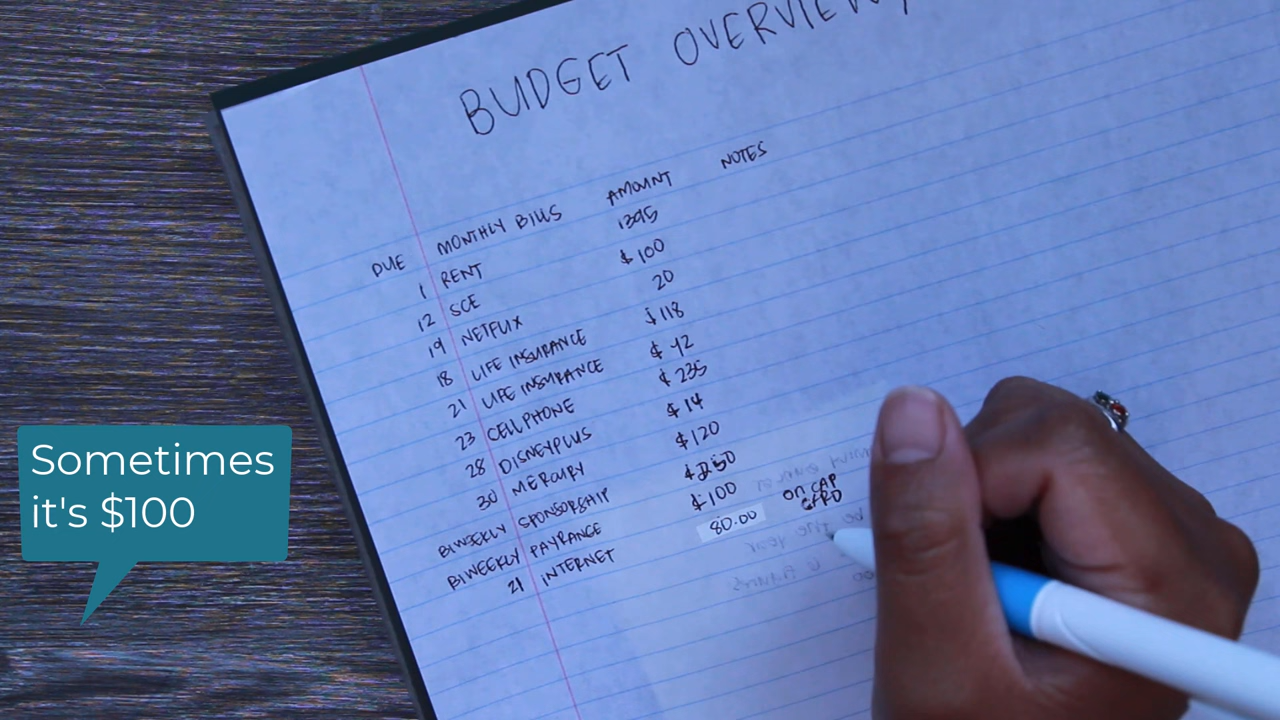 BUDGET OVERVIEW
DUE MONTHLY BILLS AMOUNT NOTES
1 RENT 1395
12 SCE $100
19 NETFLIX 20
18 LIFE INSURANCE $118
21 LIFE INSURANCE $42
23 CELLPHONE $235
28 DISNEYPLUS $14
30 MERCURY $120
BIWEEKLY SPONSORSHIP $250
BIWEEKLY PAYRANGE $100
21 INTERNET 80.00 ON CAP
CARD
Sometimes
it's $100